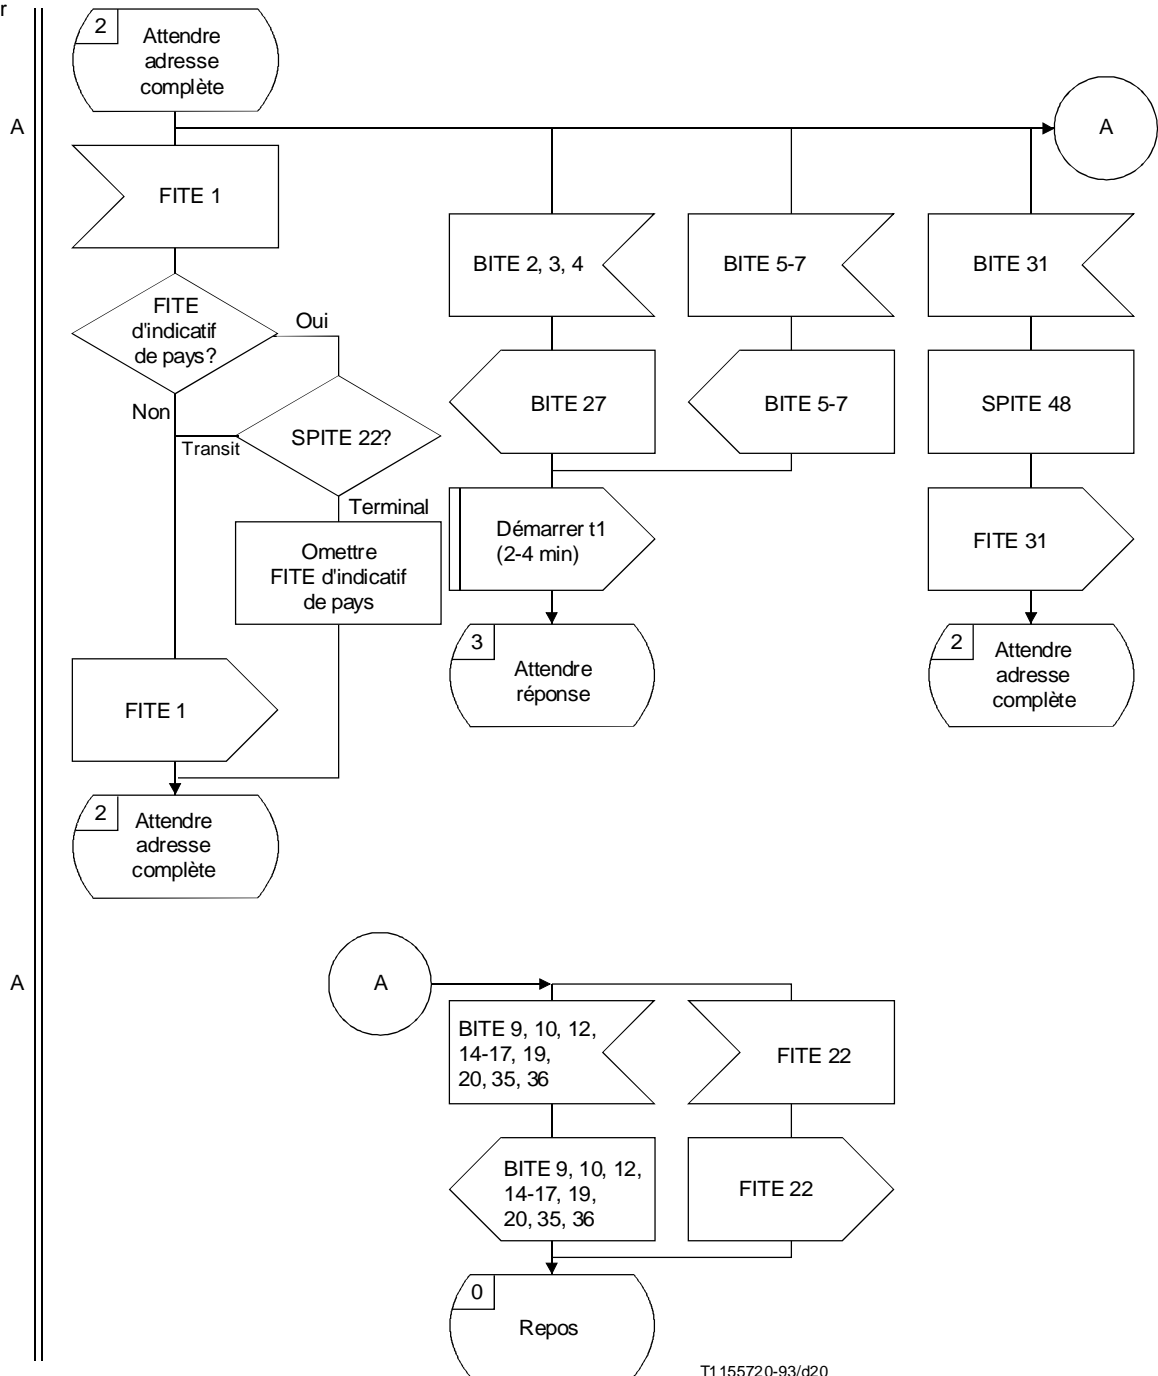 r
2
Attendre
adresse
complète
A
A
FITE 1
BITE 2, 3, 4
BITE 5-7
BITE 31
FITE
d'indicatif
de pays?
Oui
Non
Transit
SPITE 22?
Terminal
BITE 27
BITE 5-7
SPITE 48
Omettre
FITE d'indicatif
de pays
Démarrer t1
(2-4 min)
FITE 31
FITE 1
3
Attendre
réponse
2
Attendre
adresse
complète
2
Attendre
adresse
complète
A
A
BITE 9, 10, 12,
14-17, 19,
20, 35, 36
FITE 22
BITE 9, 10, 12,
14-17, 19,
20, 35, 36
FITE 22
0
Repos
T1155720-93/d20